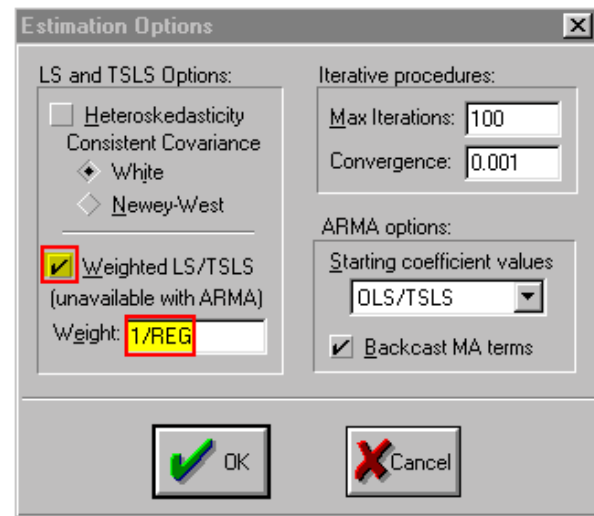 Estimation Options
LS and TSLS Options:
Heteroskedasticity
Consistent Covariance
White
Newey-West
Weighted LS/TSLS
(unavailable with ARMA)
Weight: 1/REG
Iterative procedures:
Max Iterations: 100
Convergence: 0.001
ARMA options:
Starting coefficient values
OLS/TSLS
Backcast MA terms
OK
Cancel